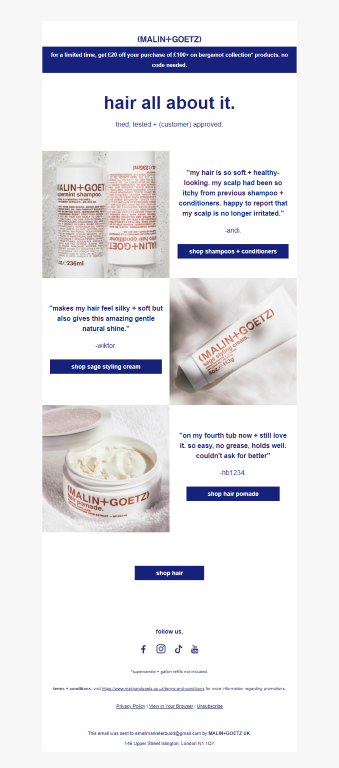 (MALIN+GOETZ)
for a limited time, get £20 off your purchase of £100+ on bergamot collection* products. no
code needed.
hair all about it.
tried, tested + (customer) approved.
MALIN+GOETZ
peppermint shampoo.
236ml
"my hair is so soft + healthy-
looking. my scalp had been so
itchy from previous shampoo +
conditioners. happy to report that
my scalp is no longer irritated."
-andi.
shop shampoos + conditioners
"makes my hair feel silky + soft but
also gives this amazing gentle
natural shine."
-wiktor.
shop sage styling cream
(MALIN+GOETZ)
sage styling cream.
(MALIN+GOETZ)
hair pomade.
"on my fourth tub now + still love
it. so easy, no grease, holds well.
couldn't ask for better"
-hb1234.
shop hair pomade
shop hair
follow us.
*supercandle + gallon refills not included.
terms + conditions: visit https://www.malinandgoetz.co.uk/terms-and-conditions for more information regarding promotions.
Privacy Policy | View in Your Browser | Unsubscribe
This email was sent to emailmarketerbudd@gmail.com by MALIN+GOETZ UK.
146 Upper Street Islington, London N1 1QY